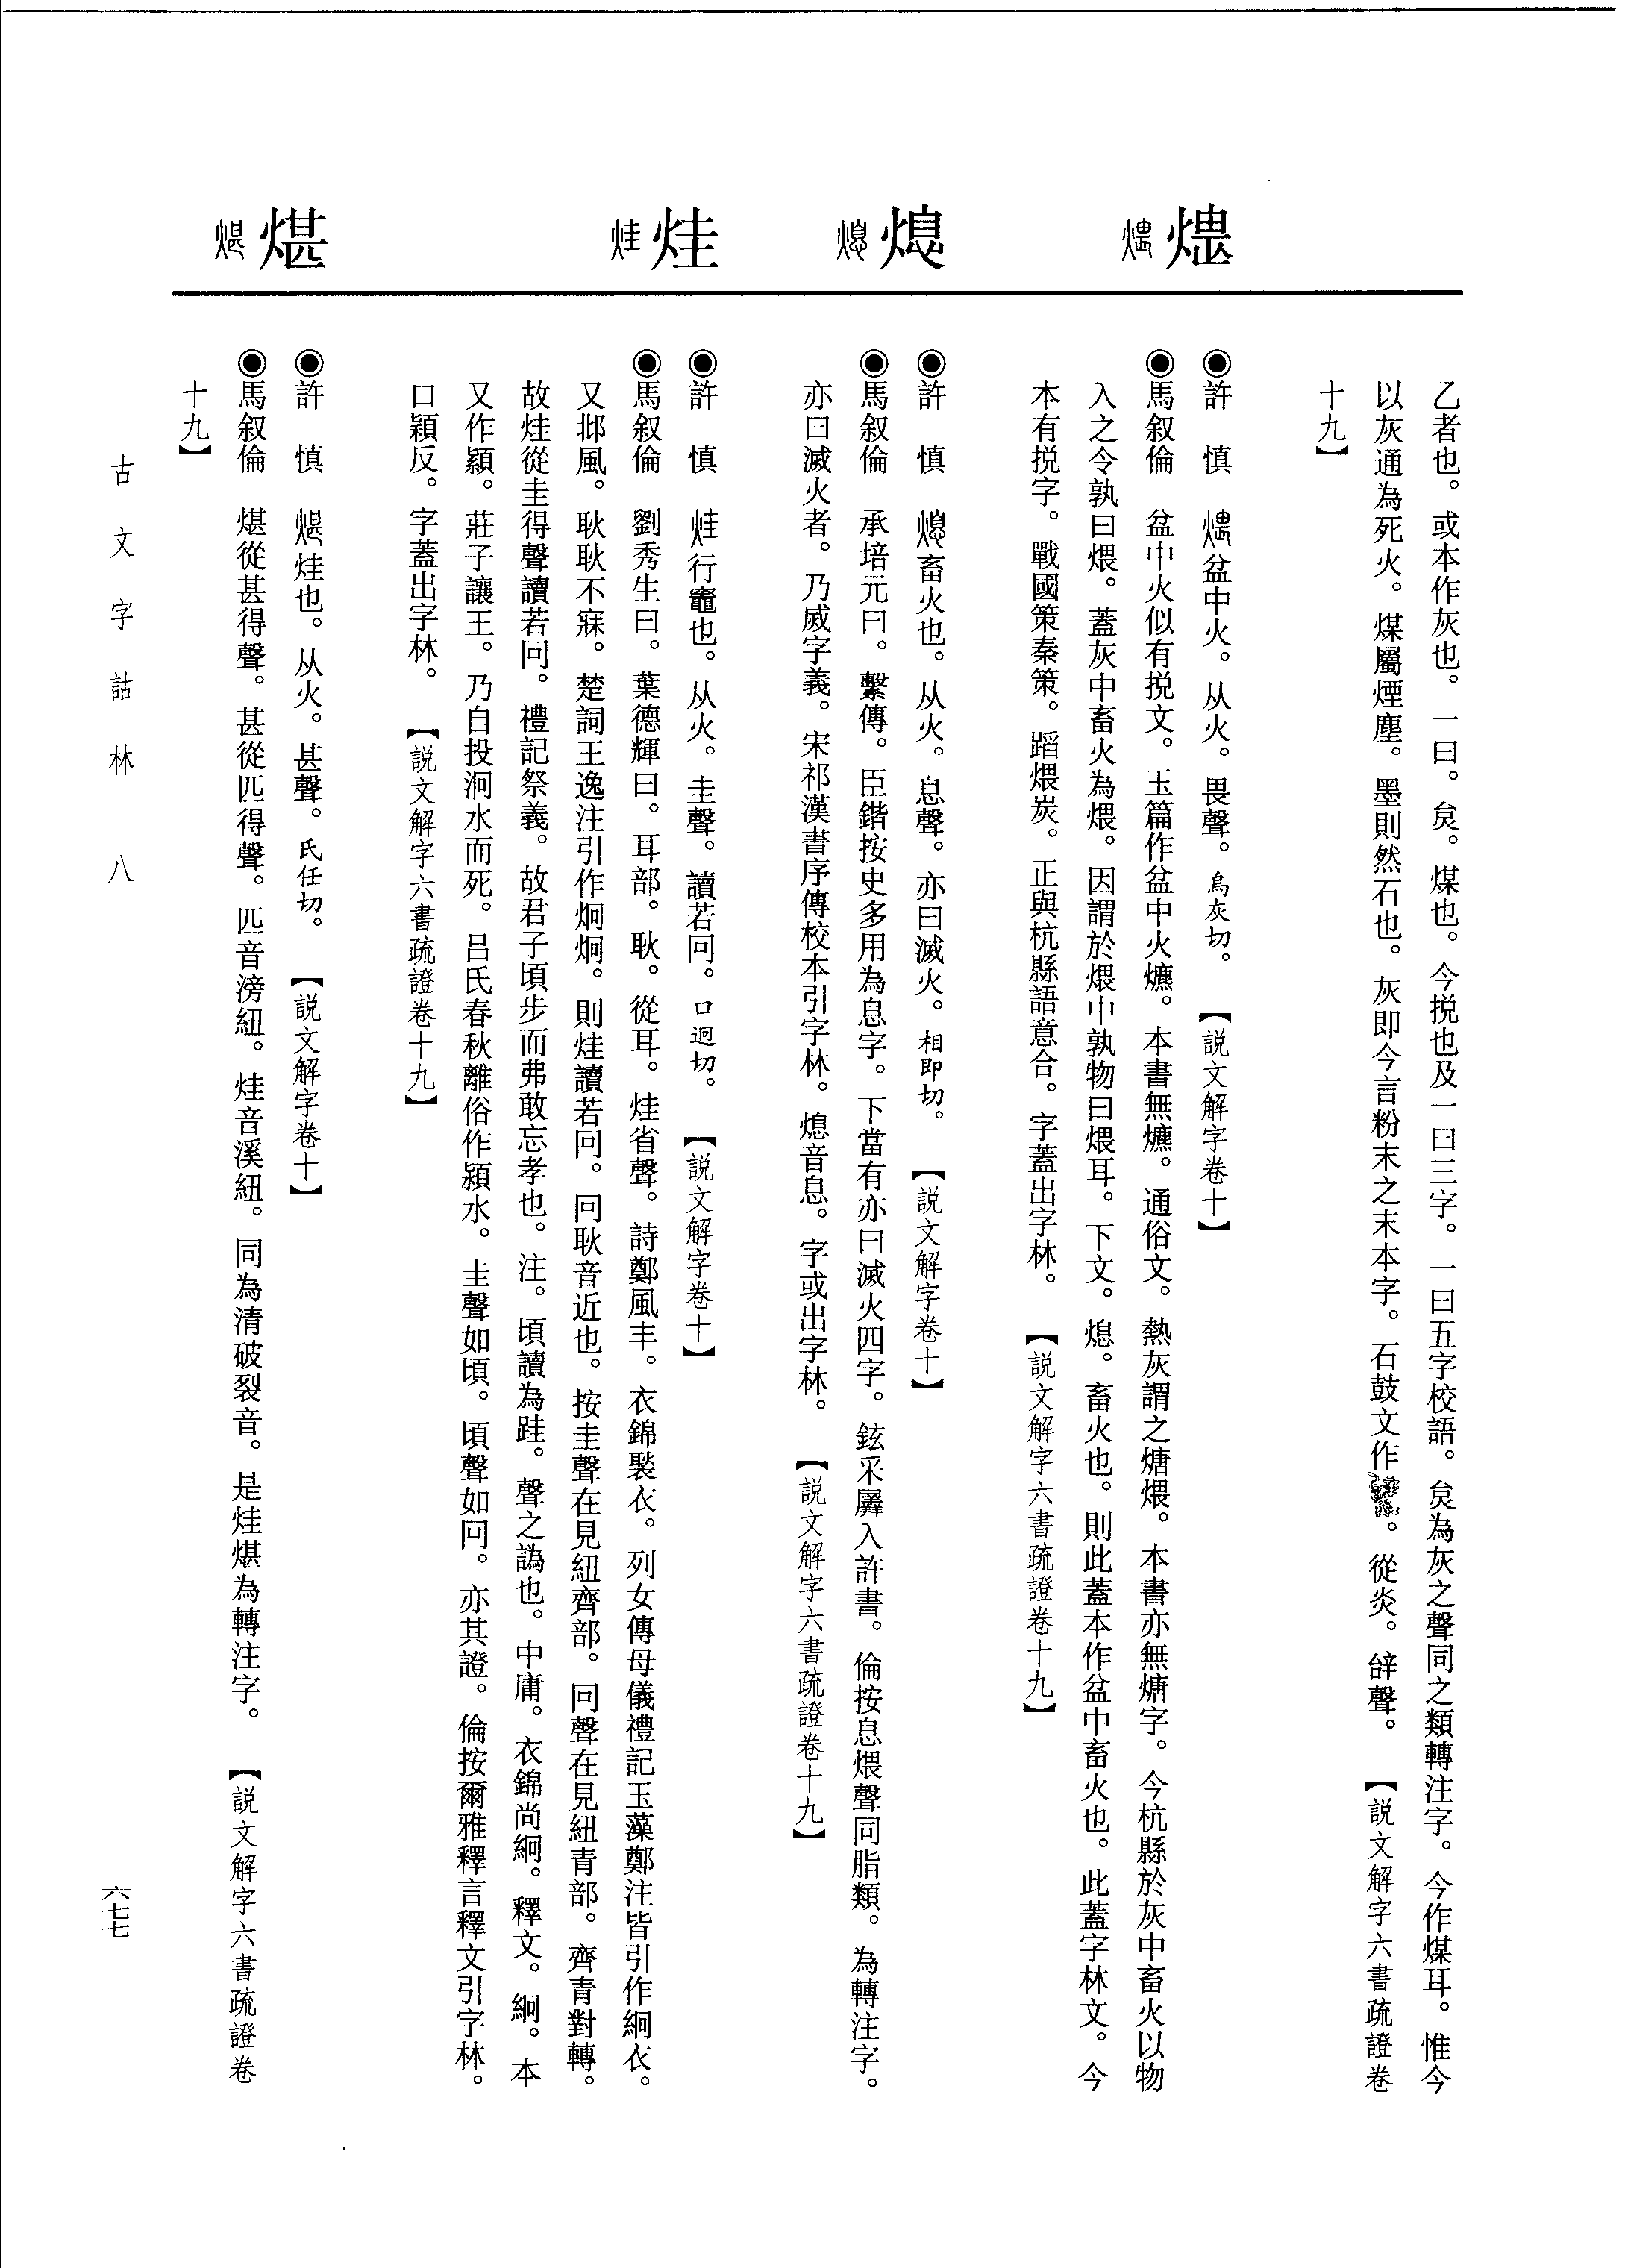 煨
熄
烓
煁
乙者也。或本作灰也。一曰。炱。煤也。今挩也及一曰三字。一曰五字校語。炱為灰之聲同之類轉注字。今作煤耳。惟今
以灰通為死火。煤屬煙塵。墨則然石也。灰即今言粉末之末本字。石鼓文作。從炎。辝聲。【説文解字六書疏證卷
十九】
◉許 慎 煨盆中火。从火。畏聲。烏灰切。【説文解字卷十】
◉馬叙倫 盆中火似有挩文。玉篇作盆中火爊。本書無爊。通俗文。熱灰謂之煻煨。本書亦無煻字。今杭縣於灰中畜火以物
入之令孰曰煨。蓋灰中畜火為煨。因謂於煨中孰物曰煨耳。下文。熄。畜火也。則此蓋本作盆中畜火也。此蓋字林文。今
本有挩字。戰國策秦策。蹈煨炭。正與杭縣語意合。字蓋出字林。【説文解字六書疏證卷十九】
◉許 慎 熄畜火也。从火。息聲。亦曰滅火。相即切。【説文解字卷十】
◉馬叙倫 承培元曰。繫傳。臣鍇按史多用為息字。下當有亦曰滅火四字。鉉采羼入許書。倫按息煨聲同脂類。為轉注字。
亦曰滅火者。乃烕字義。宋祁漢書序傳校本引字林。熄音息。字或出字林。【説文解字六書疏證卷十九】
◉許 慎 烓行竈也。从火。圭聲。讀若冋。口迥切。【説文解字卷十】
◉馬叙倫 劉秀生曰。葉德輝曰。耳部。耿。從耳。烓省聲。詩鄭風丰。衣錦褧衣。列女傳母儀禮記玉藻鄭注皆引作絅衣。
又邶風。耿耿不寐。楚詞王逸注引作炯炯。則烓讀若冋。冋耿音近也。按圭聲在見紐齊部。冋聲在見紐青部。齊青對轉。
故烓從圭得聲讀若冋。禮記祭義。故君子頃步而弗敢忘孝也。注。頃讀為跬。聲之譌也。中庸。衣錦尚絅。釋文。絅。本
又作顈。莊子讓王。乃自投泂水而死。呂氏春秋離俗作潁水。圭聲如頃。頃聲如冋。亦其證。倫按爾雅釋言釋文引字林。
口穎反。字蓋出字林。【説文解字六書疏證卷十九】
◉許 慎 煁烓也。从火。甚聲。氏任切。【説文解字卷十】
◉馬叙倫 煁從甚得聲。甚從匹得聲。匹音滂紐。烓音溪紐。同為清破裂音。是烓煁為轉注字。【説文解字六書疏證卷
十九】
古文字詁林 八
六七七